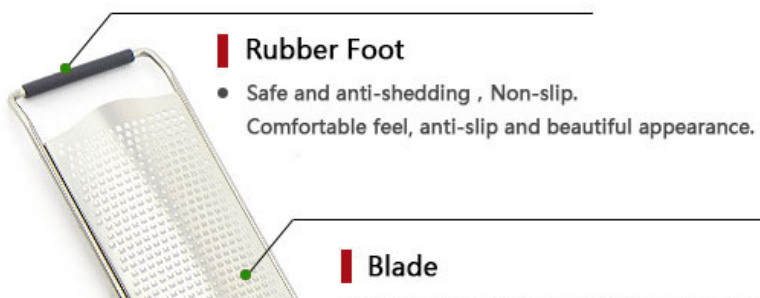 Rubber Foot
Safe and anti-shedding , Non-slip.
Comfortable feel, anti-slip and beautiful appearance.
Blade